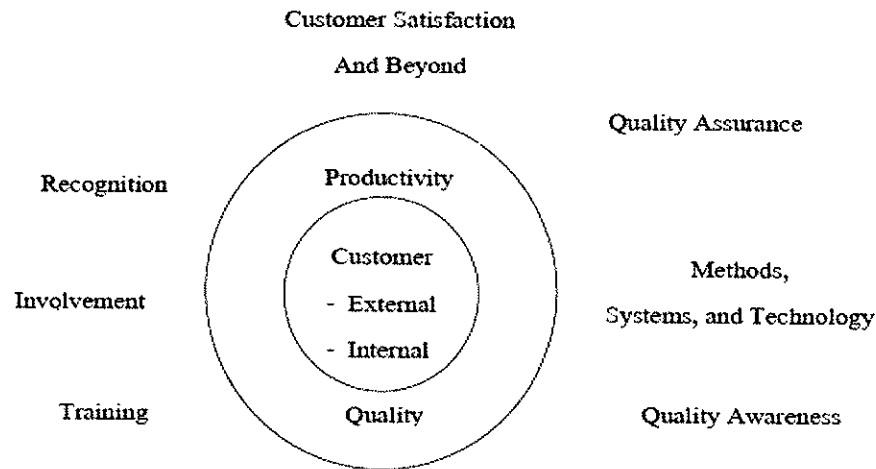 Customer Satisfaction
And Beyond
Quality Assurance
Recognition
Productivity
Customer
- External
- Internal
Involvement
Methods,
Systems, and Technology
Training
Quality
Quality Awareness